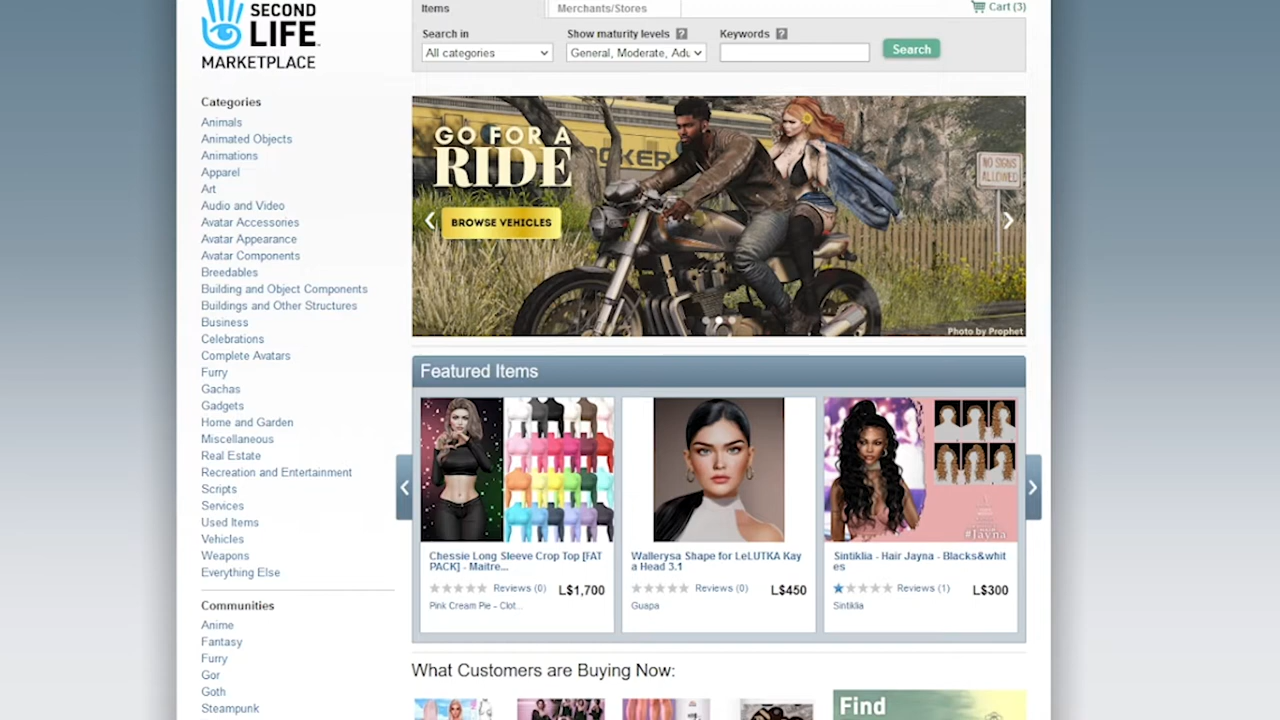 SECOND
LIFE
MARKETPLACE
Items
Merchants/Stores
Cart (3)
Search in
Show maturity levels ?
Keywords ?
All categories
General, Moderate, Adu
Search
Categories
Animals
Animated Objects
Animations
Apparel
Art
Audio and Video
Avatar Accessories
Avatar Appearance
Avatar Components
Breedables
Building and Object Components
Buildings and Other Structures
Business
Celebrations
Complete Avatars
Furry
Gachas
Gadgets
Home and Garden
Miscellaneous
Real Estate
Recreation and Entertainment
Scripts
Services
Used Items
Vehicles
Weapons
Everything Else
Communities
Anime
Fantasy
Furry
Gor
Goth
Steampunk
GO FOR A
RIDE
BROWSE VEHICLES
NO SIGNS
ALLOWED
Photo by Prophet
Featured Items
Chessie Long Sleeve Crop Top [FAT
PACK] - Maitre...
Reviews (0) L$1,700
Pink Cream Pie - Clot...
Wallerysa Shape for LeLUTKA Kay
a Head 3.1
Reviews (0) L$450
Guapa
#Jayna
Sintiklia - Hair Jayna - Blacks&whit
es
Reviews (1) L$300
Sintiklia
What Customers are Buying Now:
Find